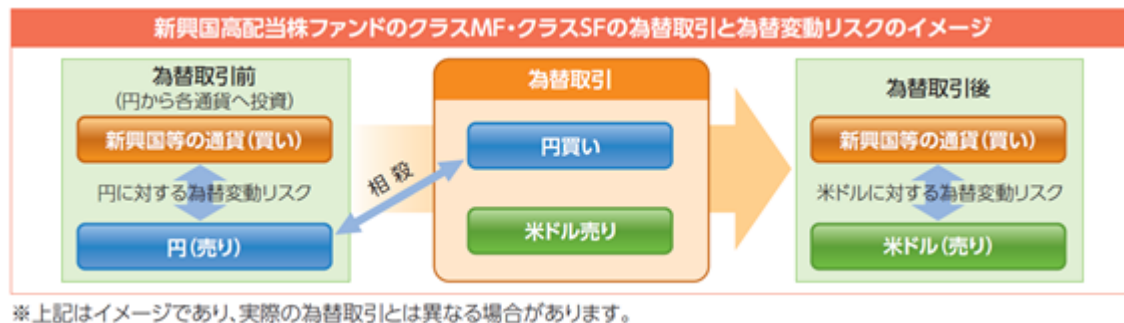 新興国高配当株ファンドのクラスMF・クラスSFの為替取引と為替変動リスクのイメージ
為替取引前
(円から各通貨へ投資)
新興国等の通貨(買い)
円に対する為替変動リスク
円(売り)
相殺
為替取引
円買い
米ドル売り
為替取引後
新興国等の通貨(買い)
米ドルに対する為替変動リスク
米ドル(売り)
※上記はイメージであり、実際の為替取引とは異なる場合があります。